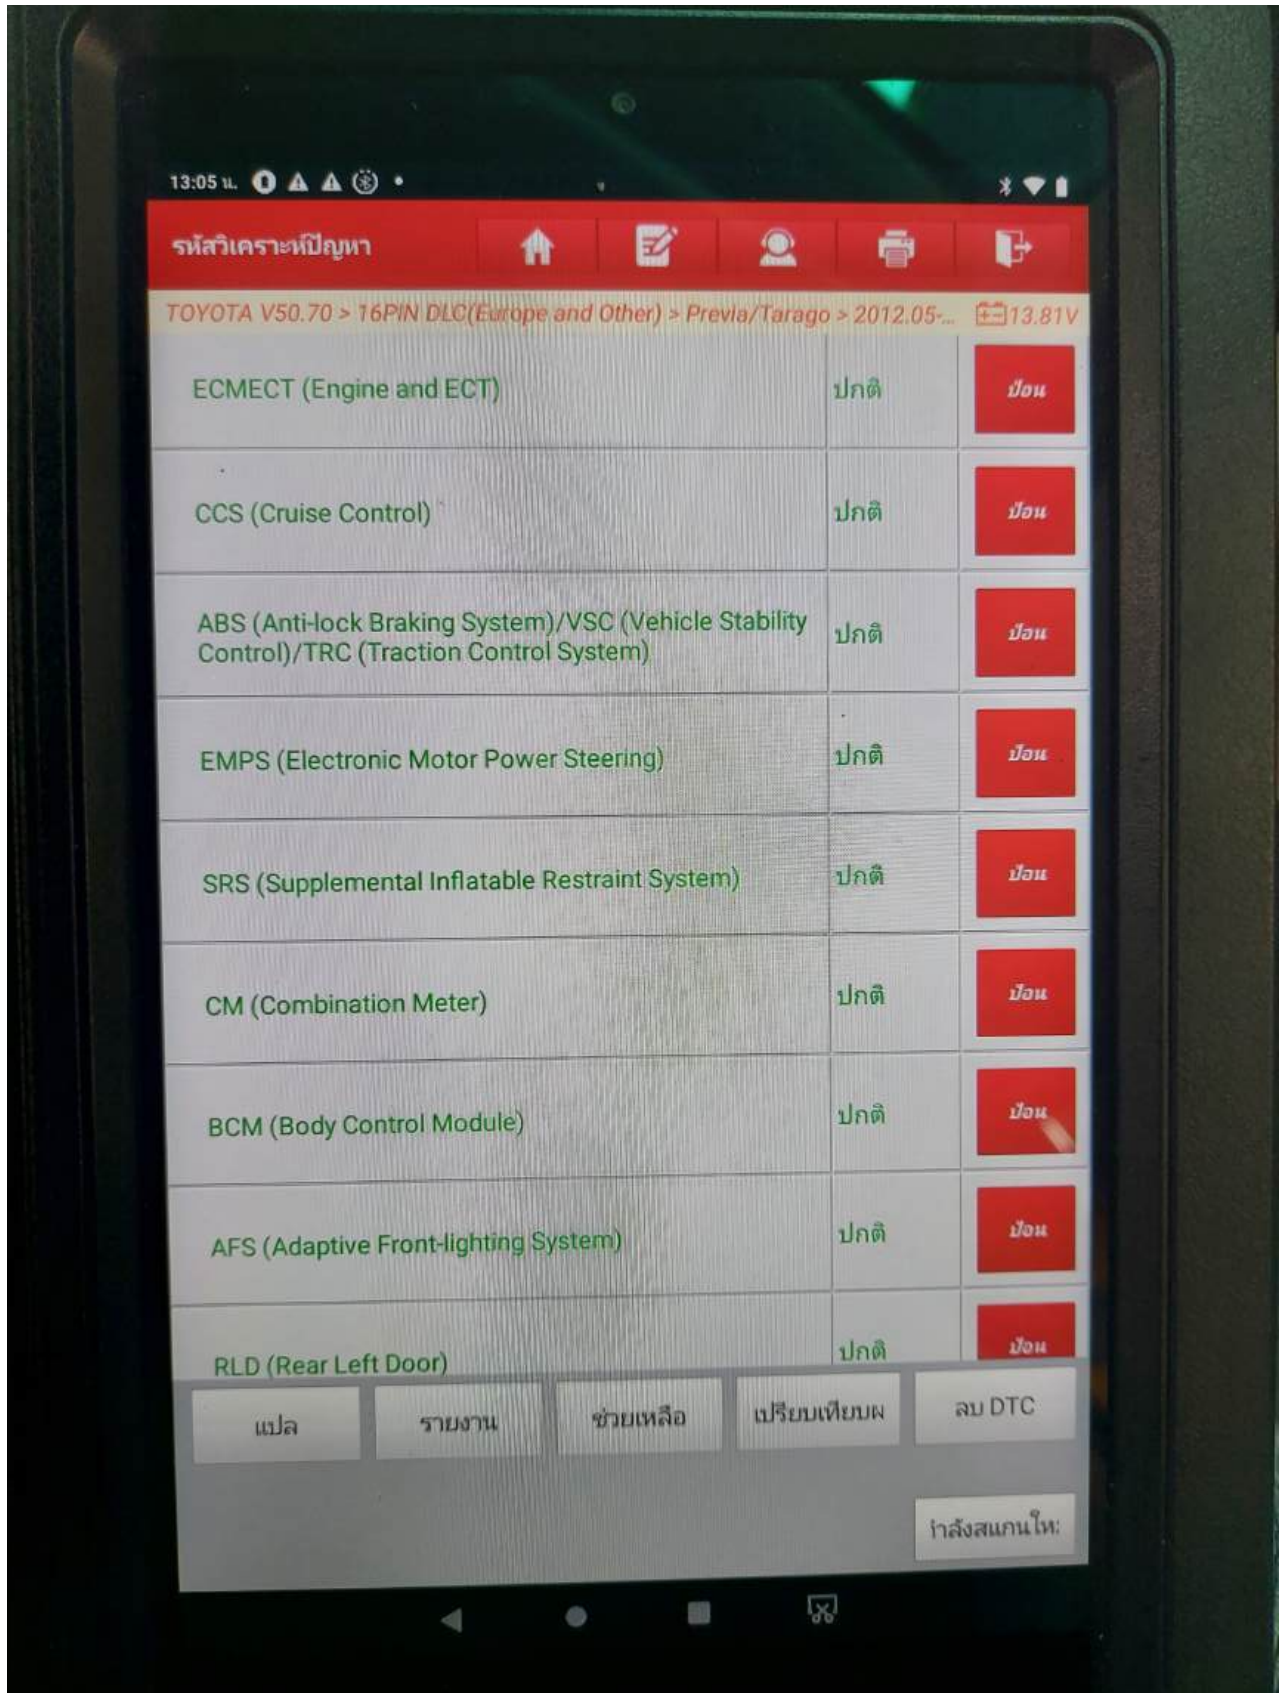 13:05 น.
รหัสวิเคราะห์ปัญหา
TOYOTA V50.70 > 16PIN DLC(Europe and Other) > Previa/Tarago > 2012.05-...
13.81V
ECMECT (Engine and ECT)
ปกติ
ป้อน
CCS (Cruise Control)
ปกติ
ป้อน
ABS (Anti-lock Braking System)/VSC (Vehicle Stability
Control)/TRC (Traction Control System)
ปกติ
ป้อน
EMPS (Electronic Motor Power Steering)
ปกติ
ป้อน
SRS (Supplemental Inflatable Restraint System)
ปกติ
ป้อน
CM (Combination Meter)
ปกติ
ป้อน
BCM (Body Control Module)
ปกติ
ป้อน
AFS (Adaptive Front-lighting System)
ปกติ
ป้อน
RLD (Rear Left Door)
ปกติ
ป้อน
แปล
รายงาน
ช่วยเหลือ
เปรียบเทียบผ
ลบ DTC
ำลังสแกนให: